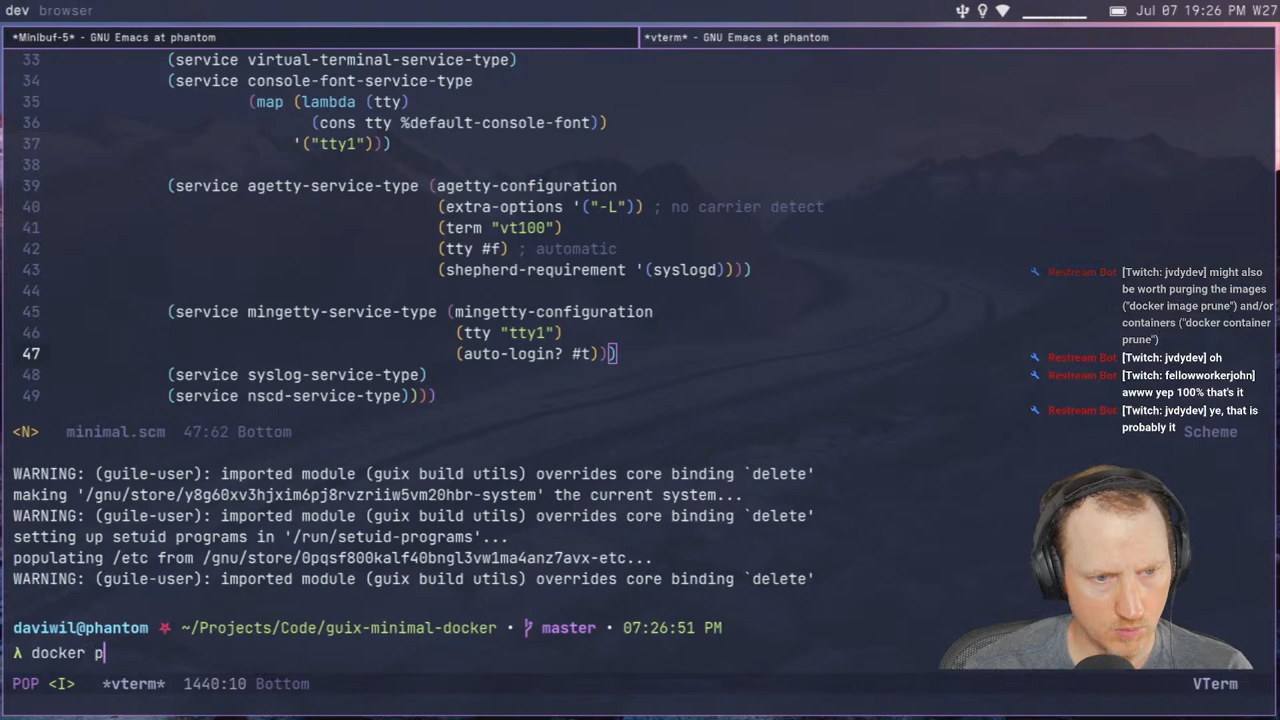 dev browser
Jul 07 19:26 PM W27
*Minibuf-5* - GNU Emacs at phantom
*vterm* - GNU Emacs at phantom
33 (service virtual-terminal-service-type)
34 (service console-font-service-type
35 (map (lambda (tty)
36 (cons tty %default-console-font))
37 '("tty1")))
38
39 (service agetty-service-type (agetty-configuration
40 (extra-options '("-L")) ; no carrier detect
41 (term "vt100")
42 (tty #f) ; automatic
43 (shepherd-requirement '(syslogd))))
44
45 (service mingetty-service-type (mingetty-configuration
46 (tty "tty1")
47 (auto-login? #t)))
48 (service syslog-service-type)
49 (service nscd-service-type))))
<N> minimal.scm 47:62 Bottom
Scheme
WARNING: (guile-user): imported module (guix build utils) overrides core binding `delete'
making '/gnu/store/y8g60xv3hjxim6pj8rvzriiw5vm20hbr-system' the current system...
WARNING: (guile-user): imported module (guix build utils) overrides core binding `delete'
setting up setuid programs in '/run/setuid-programs'...
populating /etc from /gnu/store/0pqsf800kalf40bngl3vw1ma4anz7avx-etc...
WARNING: (guile-user): imported module (guix build utils) overrides core binding `delete'
daviwil@phantom ~/Projects/Code/guix-minimal-docker • master • 07:26:51 PM
λ docker p
POP <I> *vterm* 1440:10 Bottom
VTerm
Restream Bot [Twitch: jvdydev] might also
be worth purging the images
("docker image prune") and/or
containers ("docker container
prune")
Restream Bot [Twitch: jvdydev] oh
Restream Bot [Twitch: fellowworkerjohn]
awww yep 100% that's it
Restream Bot [Twitch: jvdydev] ye, that is
probably it